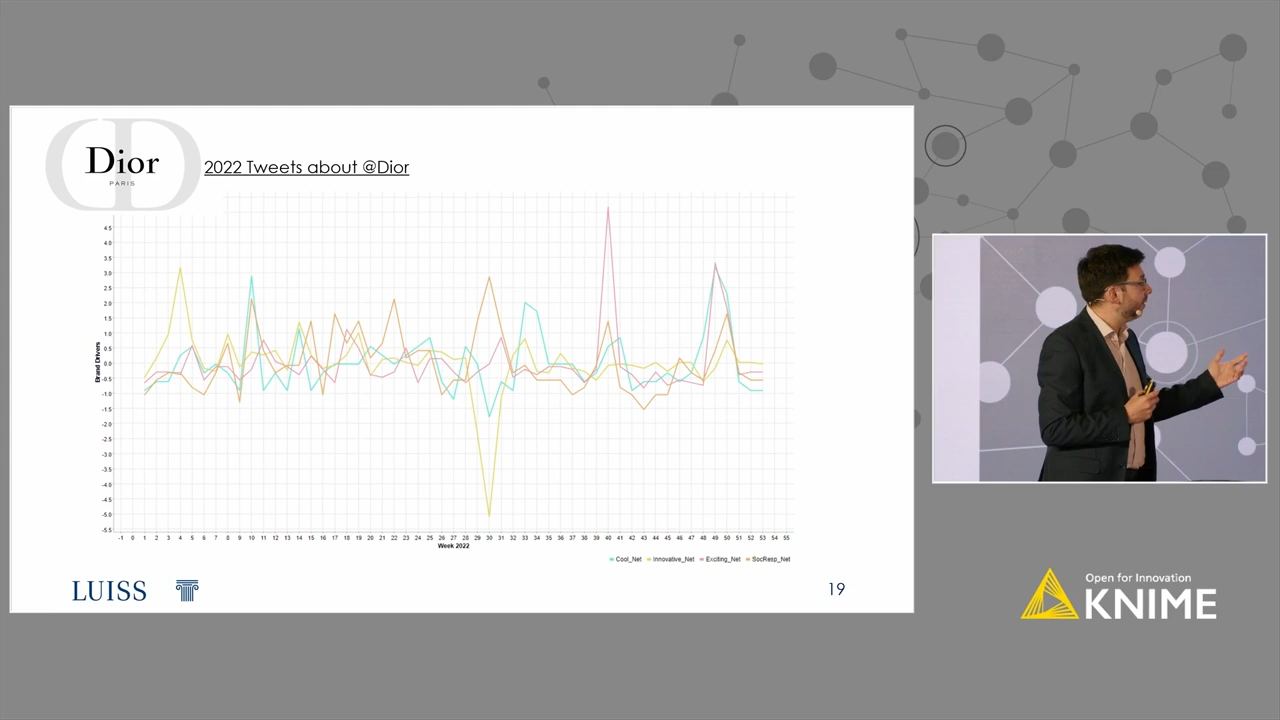 Dior
PARIS
2022 Tweets about @Dior
4.5
4.0
3.5
3.0
2.5
2.0
1.5
1.0
0.5
0.0
-0.5
-1.0
-1.5
-2.0
-2.5
-3.0
-3.5
-4.0
-4.5
-5.0
-5.5
Brand Drivers
-1 0 1 2 3 4 5 6 7 8 9 10 11 12 13 14 15 16 17 18 19 20 21 22 23 24 25 26 27 28 29 30 31 32 33 34 35 36 37 38 39 40 41 42 43 44 45 46 47 48 49 50 51 52 53 54 55
Week 2022
Cool_Net Innovative_Net Exciting_Net SocResp_Net
LUISS
19
Open for Innovation
KNIME